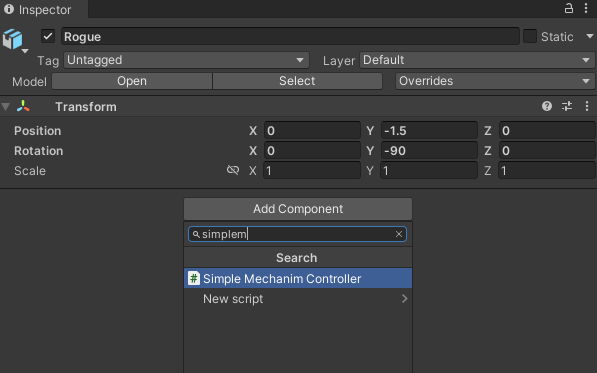 Inspector
Rogue Static
Tag Untagged Layer Default
Model Open Select Overrides
Transform
Position X 0 Y -1.5 Z 0
Rotation X 0 Y -90 Z 0
Scale X 1 Y 1 Z 1
Add Component
simplem
Search
# Simple Mechanim Controller
New script